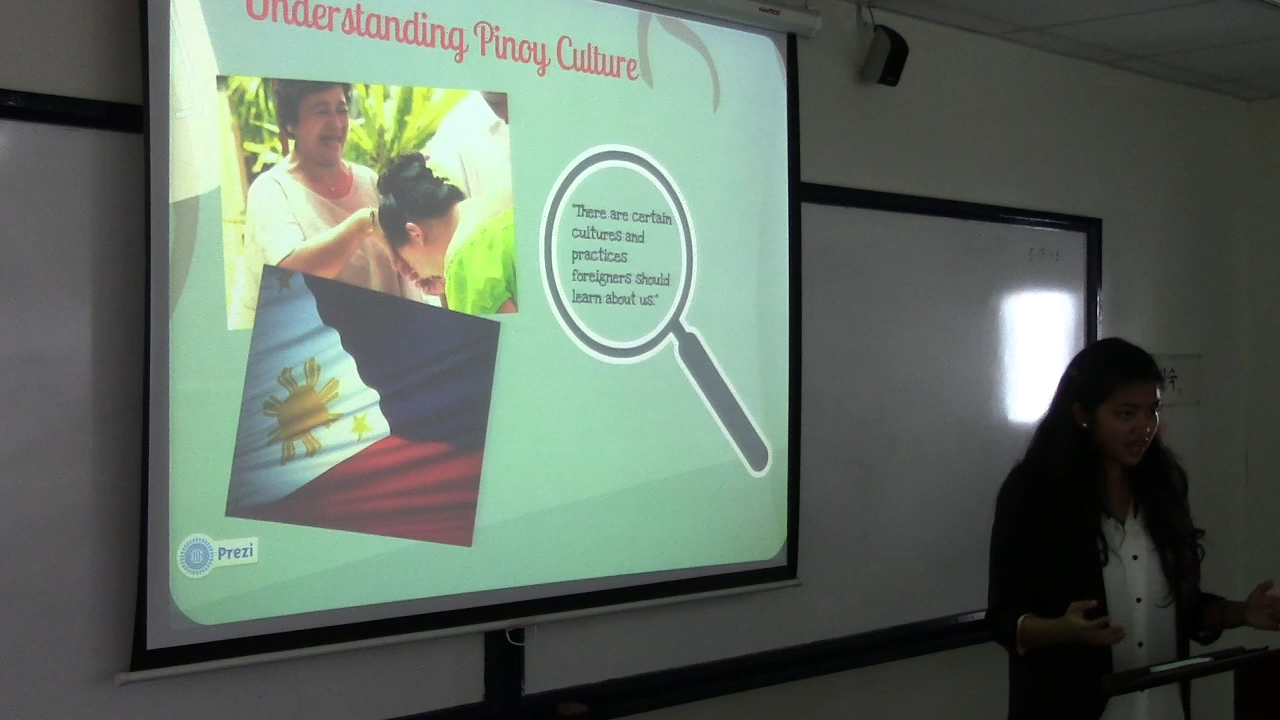 Understanding Pinoy Culture
"There are certain
cultures and
practices
foreigners should
learn about us."
Prezi